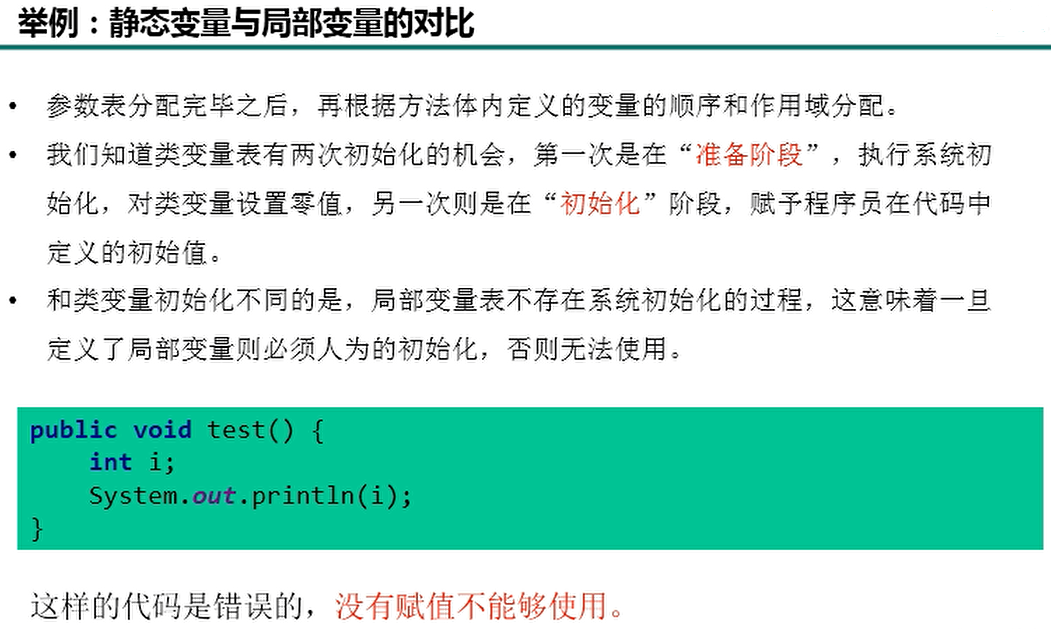 举例：静态变量与局部变量的对比
• 参数表分配完毕之后，再根据方法体内定义的变量的顺序和作用域分配。
• 我们知道类变量表有两次初始化的机会，第一次是在“准备阶段”，执行系统初
始化，对类变量设置零值，另一次则是在“初始化”阶段，赋予程序员在代码中
定义的初始值。
• 和类变量初始化不同的是，局部变量表不存在系统初始化的过程，这意味着一旦
定义了局部变量则必须人为的初始化，否则无法使用。
public void test() {
    int i;
    System.out.println(i);
}
这样的代码是错误的，没有赋值不能够使用。